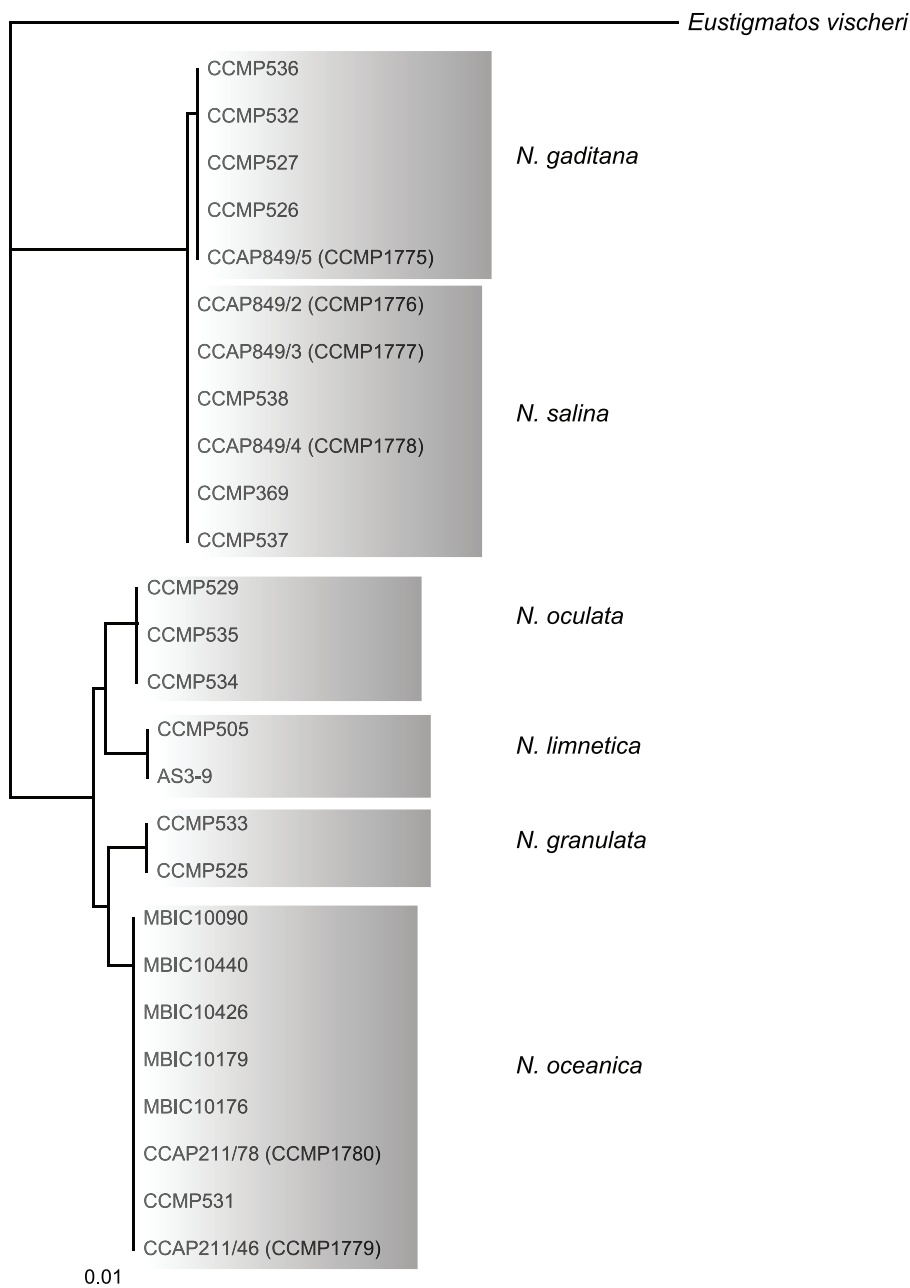 Eustigmatos vischeri
CCMP536
CCMP532
CCMP527
CCMP526
CCAP849/5 (CCMP1775)
N. gaditana
CCAP849/2 (CCMP1776)
CCAP849/3 (CCMP1777)
CCMP538
CCAP849/4 (CCMP1778)
CCMP369
CCMP537
N. salina
CCMP529
CCMP535
CCMP534
N. oculata
CCMP505
AS3-9
N. limnetica
CCMP533
CCMP525
N. granulata
MBIC10090
MBIC10440
MBIC10426
MBIC10179
MBIC10176
CCAP211/78 (CCMP1780)
CCMP531
CCAP211/46 (CCMP1779)
N. oceanica
0.01